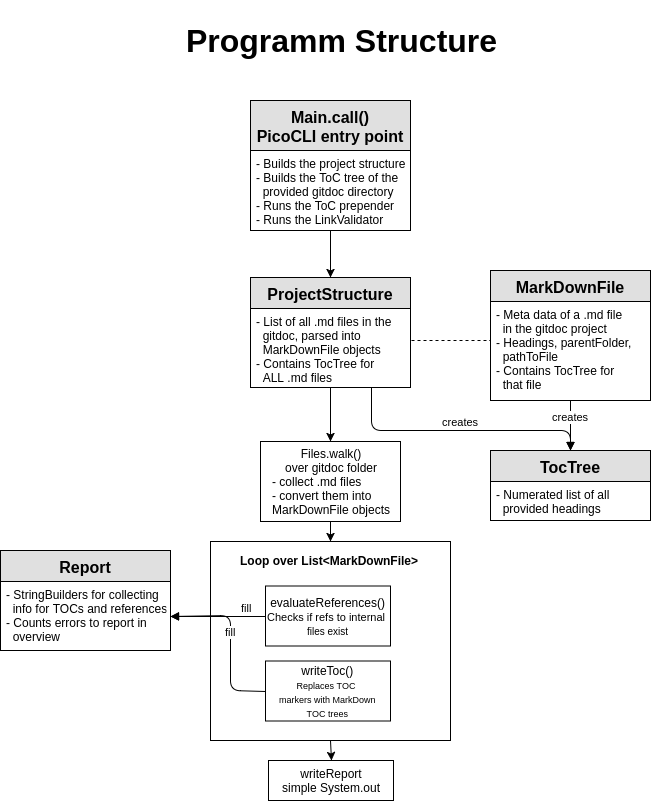 Programm Structure
Main.call()
PicoCLI entry point
- Builds the project structure
- Builds the ToC tree of the
provided gitdoc directory
- Runs the ToC prepender
- Runs the LinkValidator
ProjectStructure
- List of all .md files in the
gitdoc, parsed into
MarkDownFile objects
- Contains TocTree for
ALL .md files
MarkDownFile
- Meta data of a .md file
in the gitdoc project
- Headings, parentFolder,
pathToFile
- Contains TocTree for
that file
creates
creates
TocTree
- Numerated list of all
provided headings
Files.walk()
over gitdoc folder
- collect .md files
- convert them into
MarkDownFile objects
Loop over List<MarkDownFile>
evaluateReferences()
Checks if refs to internal
files exist
writeToc()
Replaces TOC
markers with MarkDown
TOC trees
fill
fill
Report
- StringBuilders for collecting
info for TOCs and references
- Counts errors to report in
overview
writeReport
simple System.out